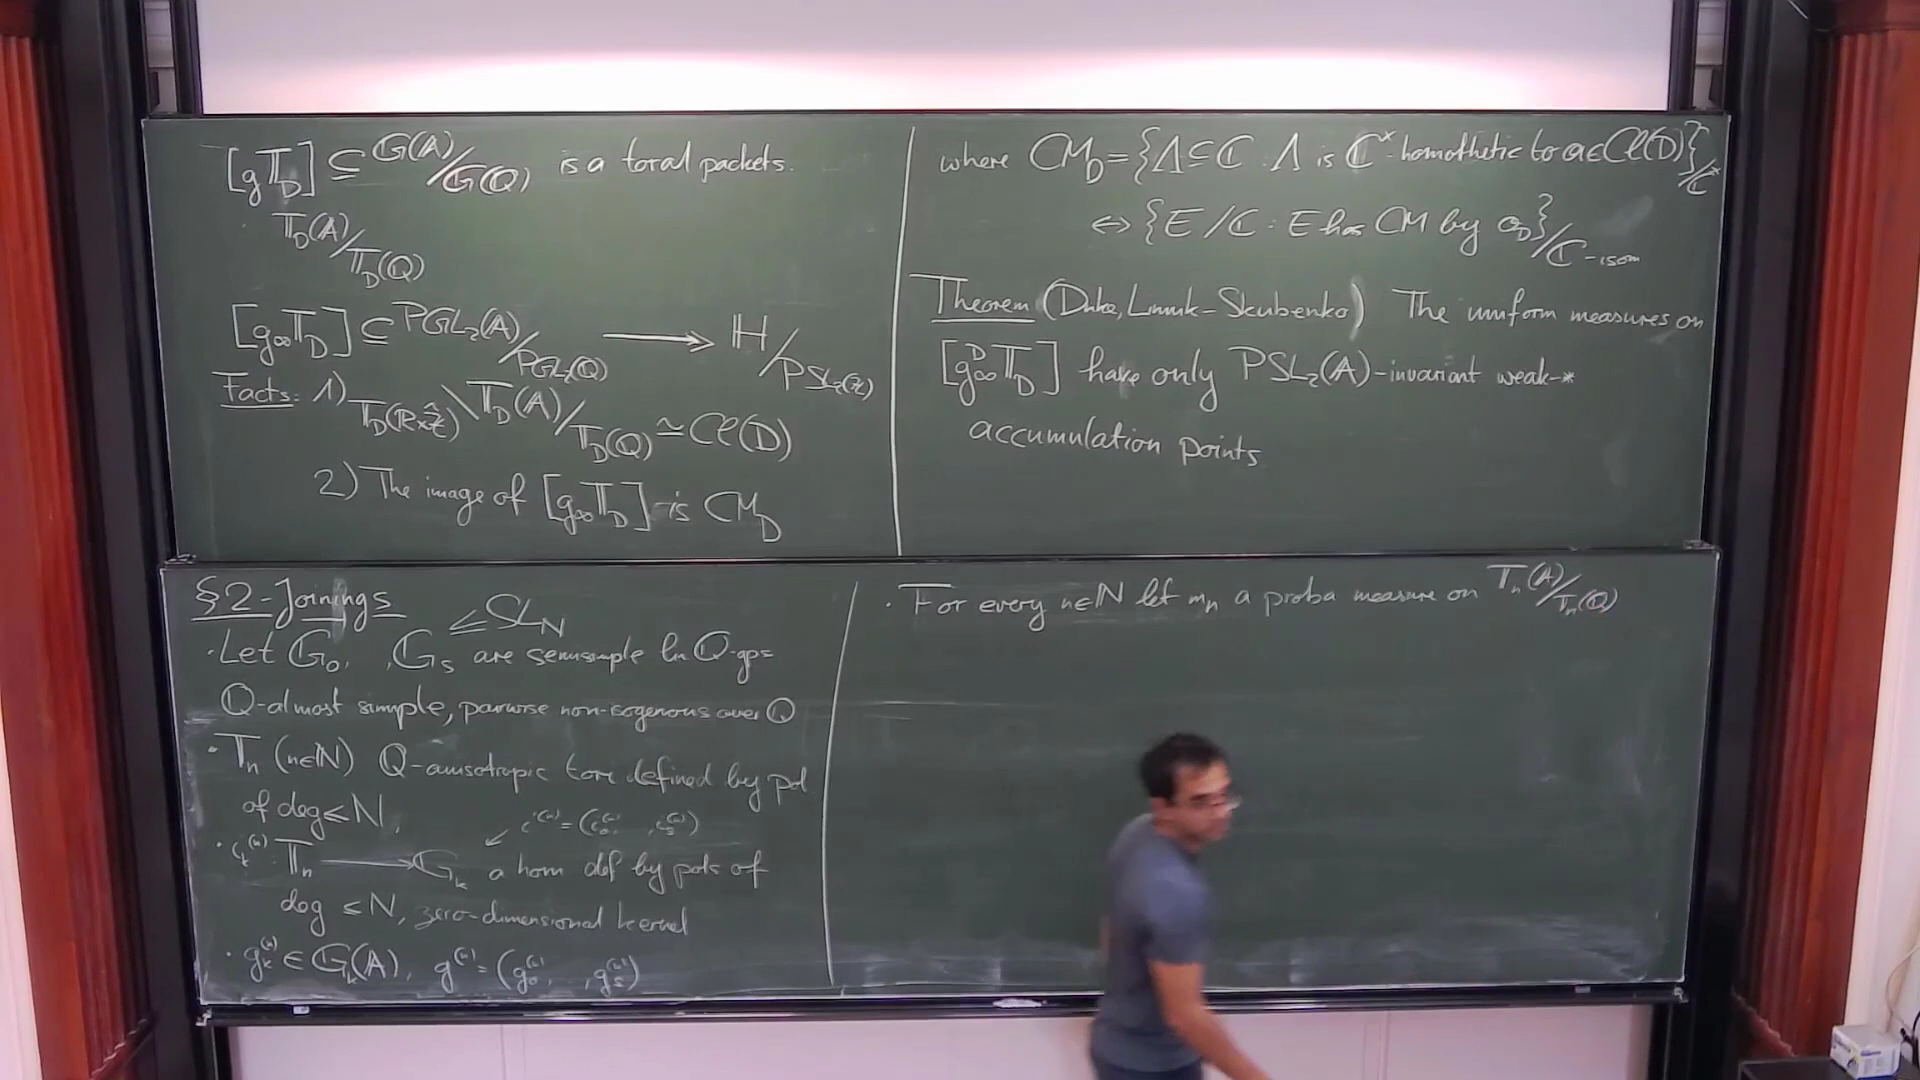 [gT_D] ⊆ G(A)/G(Q) is a toral packets.
T_D(A)/T_D(Q)
[g_∞T_D] ⊆ PGL_2(A)/PGL_2(Q) ⟶ H/PSL_2(Z)
Facts: 1) T_D(R×Ẑ)\T_D(A)/T_D(Q) ≃ Cl(D)
2) The image of [g_∞T_D] is CM_D
where CM_D = {Λ⊆C : Λ is C^×-homothetic to a∈Cl(D)}/C^×
↔ {E/C : E has CM by O_D}/C-isom
Theorem (Duke, Linnik-Skubenko) The uniform measures on
[g_∞^D T_D] have only PSL_2(A)-invariant weak-*
accumulation points
§2-Joinings
≤ SL_N
· Let G_0, ,G_s are semisimple lin Q-gps
Q-almost simple, pairwise non-isogenous over Q
· T_n (n∈N) Q-anisotropic tori defined by pol
of deg ≤ N,
i^(n) = (i_0^(n), ,i_s^(n))
· i_k^(n) : T_n ⟶ G_k a hom def by pols of
deg ≤ N, zero-dimensional kernel
· g_k^(n) ∈ G_k(A), g^(n) = (g_0^(n), ,g_s^(n))
· For every n∈N let m_n a proba measure on T_n(A)/T_n(Q)